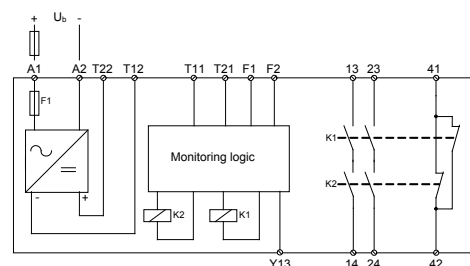 + Ub -
A1 A2 T22 T12 T11 T21 F1 F2 13 23 41
F1
Monitoring logic
K1
K2
- +
K2 K1
Y13 14 24 42